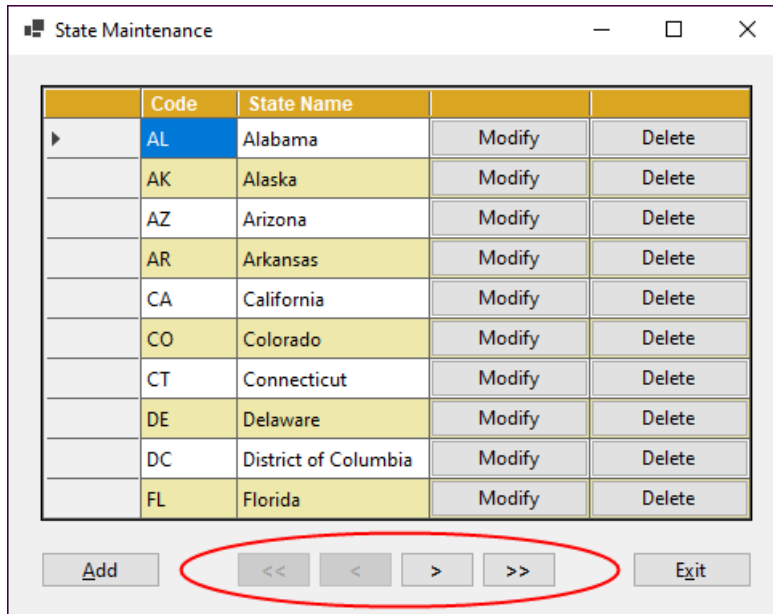 State Maintenance
Code State Name
AL Alabama Modify Delete
AK Alaska Modify Delete
AZ Arizona Modify Delete
AR Arkansas Modify Delete
CA California Modify Delete
CO Colorado Modify Delete
CT Connecticut Modify Delete
DE Delaware Modify Delete
DC District of Columbia Modify Delete
FL Florida Modify Delete
Add << < > >> Exit